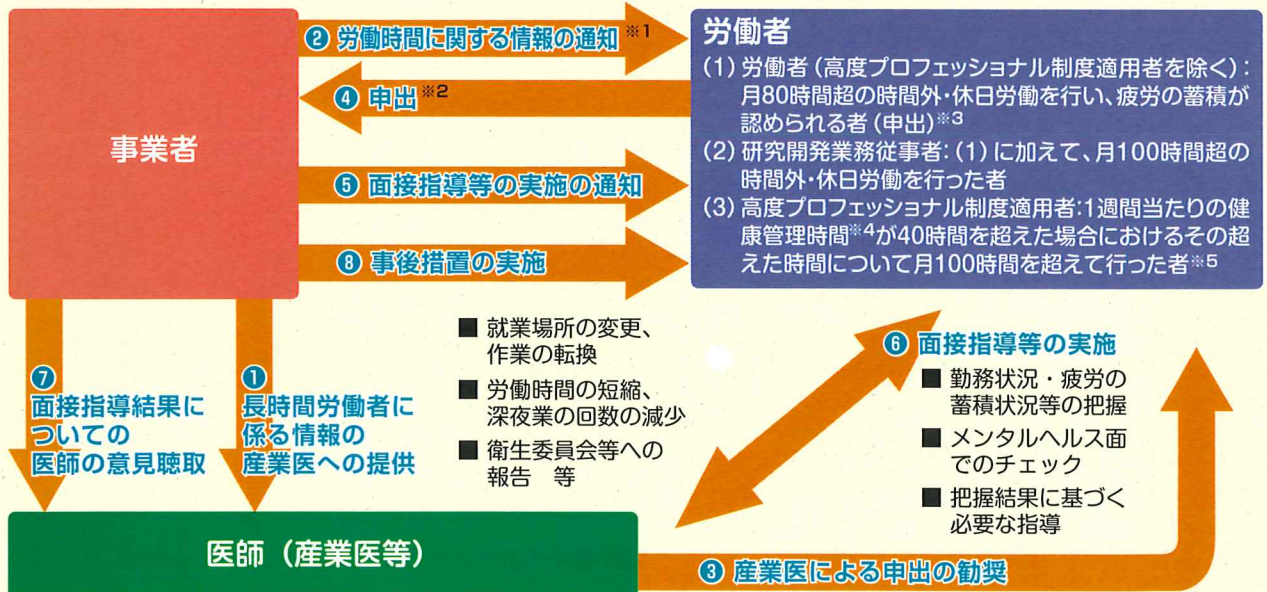 事業者
❷ 労働時間に関する情報の通知※1
❹ 申出※2
❺ 面接指導等の実施の通知
❽ 事後措置の実施
労働者
(1) 労働者(高度プロフェッショナル制度適用者を除く):
月80時間超の時間外・休日労働を行い、疲労の蓄積が
認められる者(申出)※3
(2) 研究開発業務従事者:(1)に加えて、月100時間超の
時間外・休日労働を行った者
(3) 高度プロフェッショナル制度適用者:1週間当たりの健
康管理時間※4が40時間を超えた場合におけるその超
えた時間について月100時間を超えて行った者※5
❼
面接指導結果に
ついての
医師の意見聴取
❶
長時間労働者に
係る情報の
産業医への提供
■ 就業場所の変更、
作業の転換
■ 労働時間の短縮、
深夜業の回数の減少
■ 衛生委員会等への
報告 等
❻ 面接指導等の実施
■ 勤務状況・疲労の
蓄積状況等の把握
■ メンタルヘルス面
でのチェック
■ 把握結果に基づく
必要な指導
医師(産業医等)
❸ 産業医による申出の勧奨